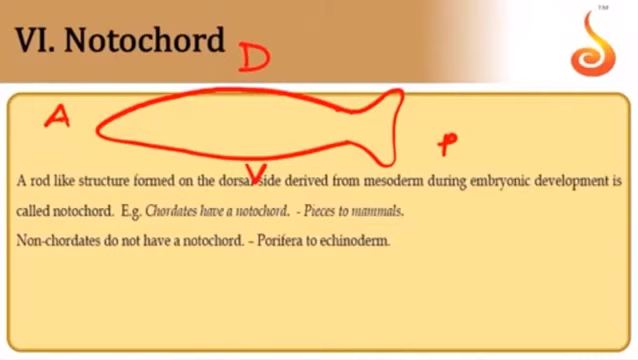 VI. Notochord
TM
D
A
P
V
A rod like structure formed on the dorsal side derived from mesoderm during embryonic development is
called notochord. E.g. Chordates have a notochord. - Pieces to mammals.
Non-chordates do not have a notochord. – Porifera to echinoderm.